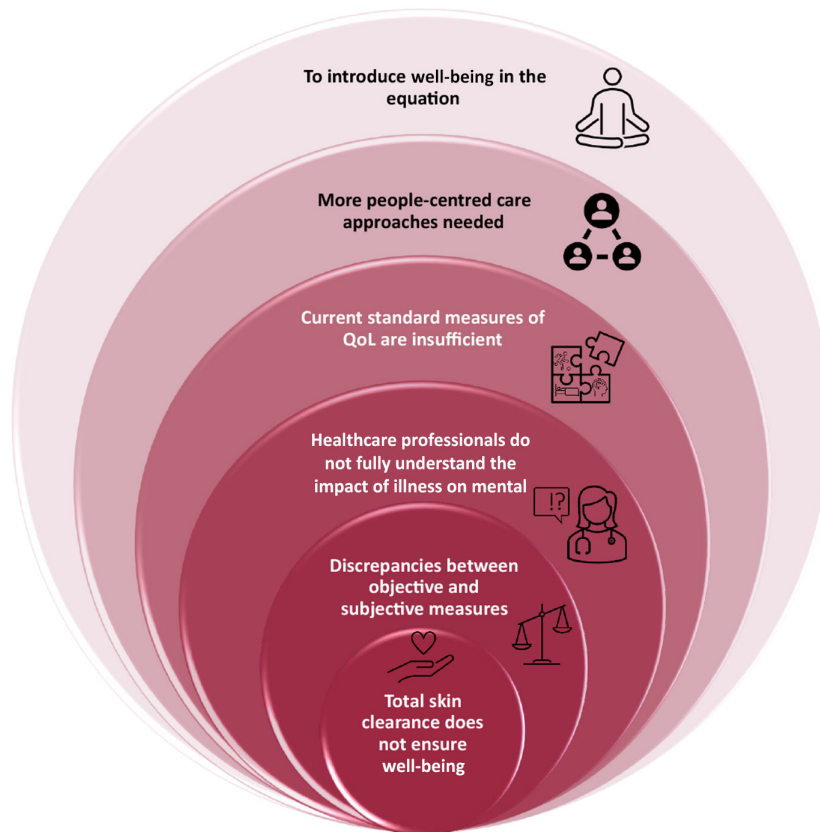 To introduce well-being in the
equation
More people-centred care
approaches needed
Current standard measures of
QoL are insufficient
Healthcare professionals do
not fully understand the
impact of illness on mental
!?
Discrepancies between
objective and
subjective measures
Total skin
clearance does
not ensure
well-being